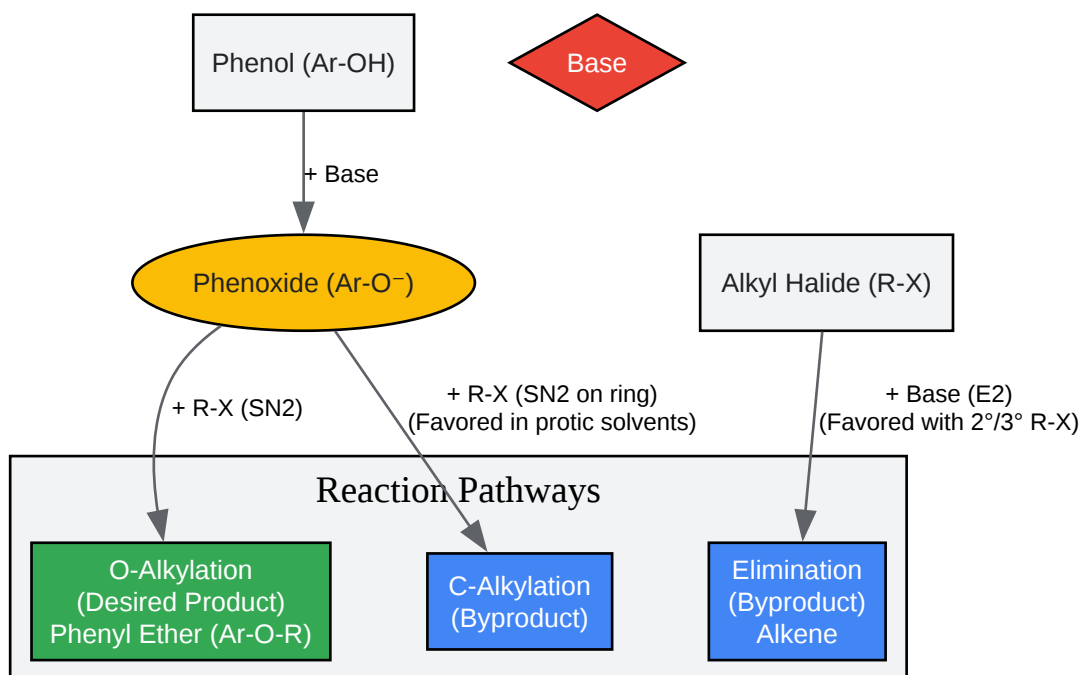 Phenol (Ar-OH)
Base
+ Base
Phenoxide (Ar-O⁻)
Alkyl Halide (R-X)
+ R-X (SN2)
+ R-X (SN2 on ring)
(Favored in protic solvents)
+ Base (E2)
(Favored with 2°/3° R-X)
Reaction Pathways
O-Alkylation
(Desired Product)
Phenyl Ether (Ar-O-R)
C-Alkylation
(Byproduct)
Elimination
(Byproduct)
Alkene